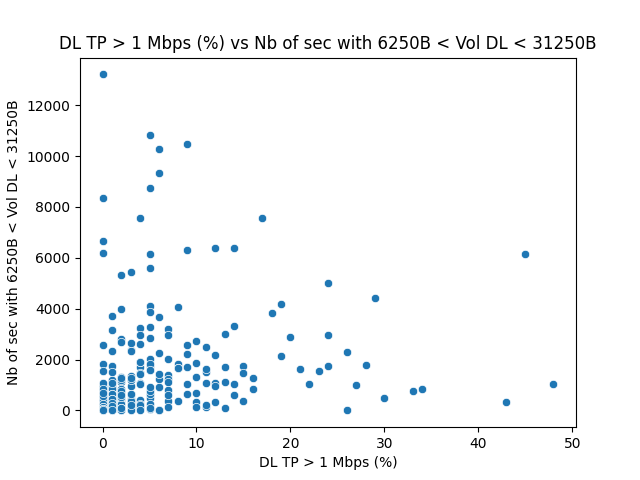 DL TP > 1 Mbps (%) vs Nb of sec with 6250B < Vol DL < 31250B
Nb of sec with 6250B < Vol DL < 31250B
12000
10000
8000
6000
4000
2000
0
0 10 20 30 40 50
DL TP > 1 Mbps (%)